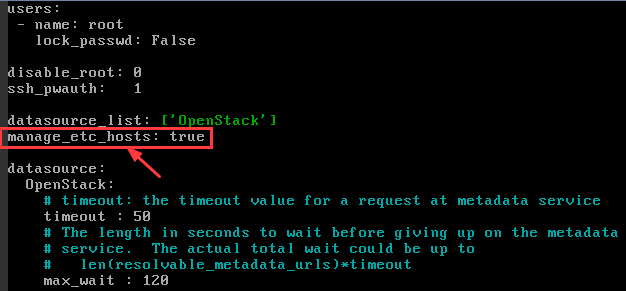 users:
 - name: root
   lock_passwd: False
disable_root: 0
ssh_pwauth:   1
datasource_list: ['OpenStack']
manage_etc_hosts: true
datasource:
  OpenStack:
    # timeout: the timeout value for a request at metadata service
    timeout : 50
    # The length in seconds to wait before giving up on the metadata
    # service.  The actual total wait could be up to
    #   len(resolvable_metadata_urls)*timeout
    max_wait : 120